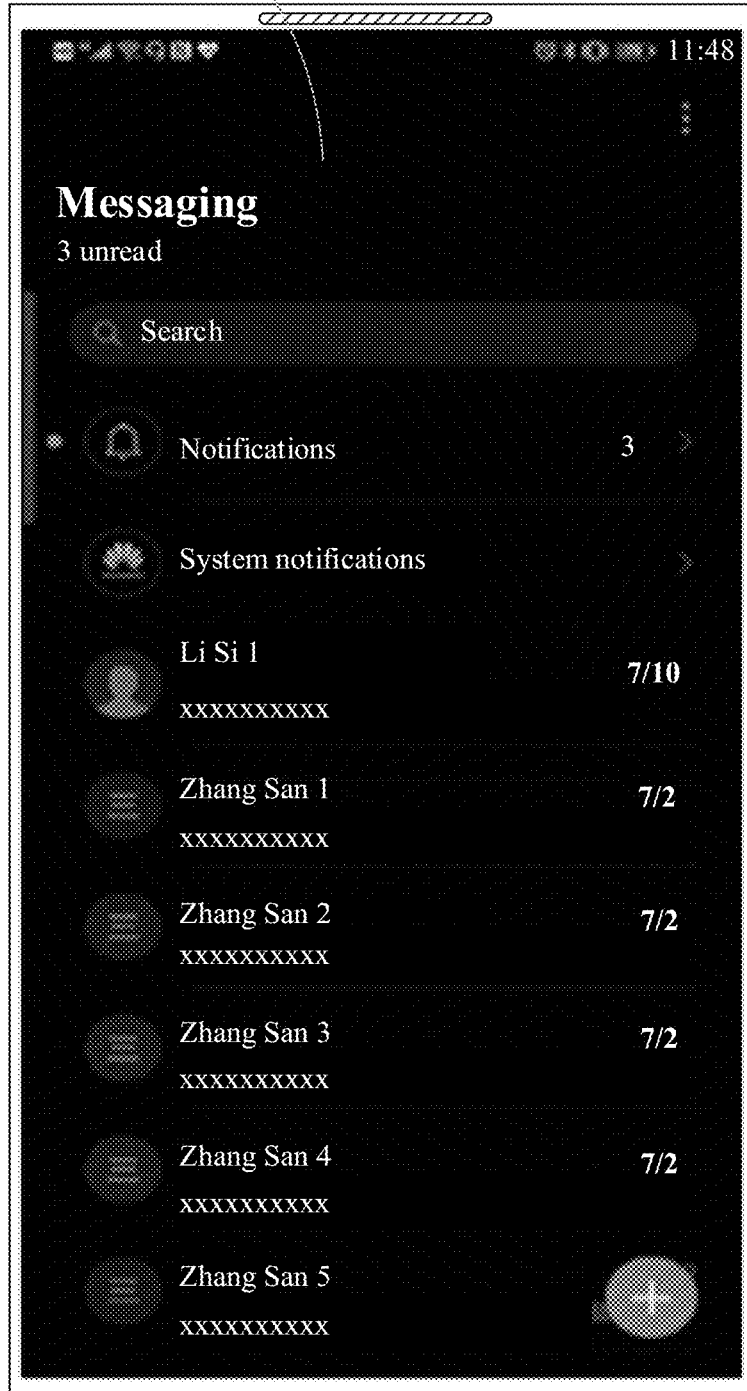 11:48
Messaging
3 unread
Search
Notifications 3
System notifications
Li Si 1
7/10
xxxxxxxxxx
Zhang San 1
7/2
xxxxxxxxxx
Zhang San 2
7/2
xxxxxxxxxx
Zhang San 3
7/2
xxxxxxxxxx
Zhang San 4
7/2
xxxxxxxxxx
Zhang San 5
xxxxxxxxxx